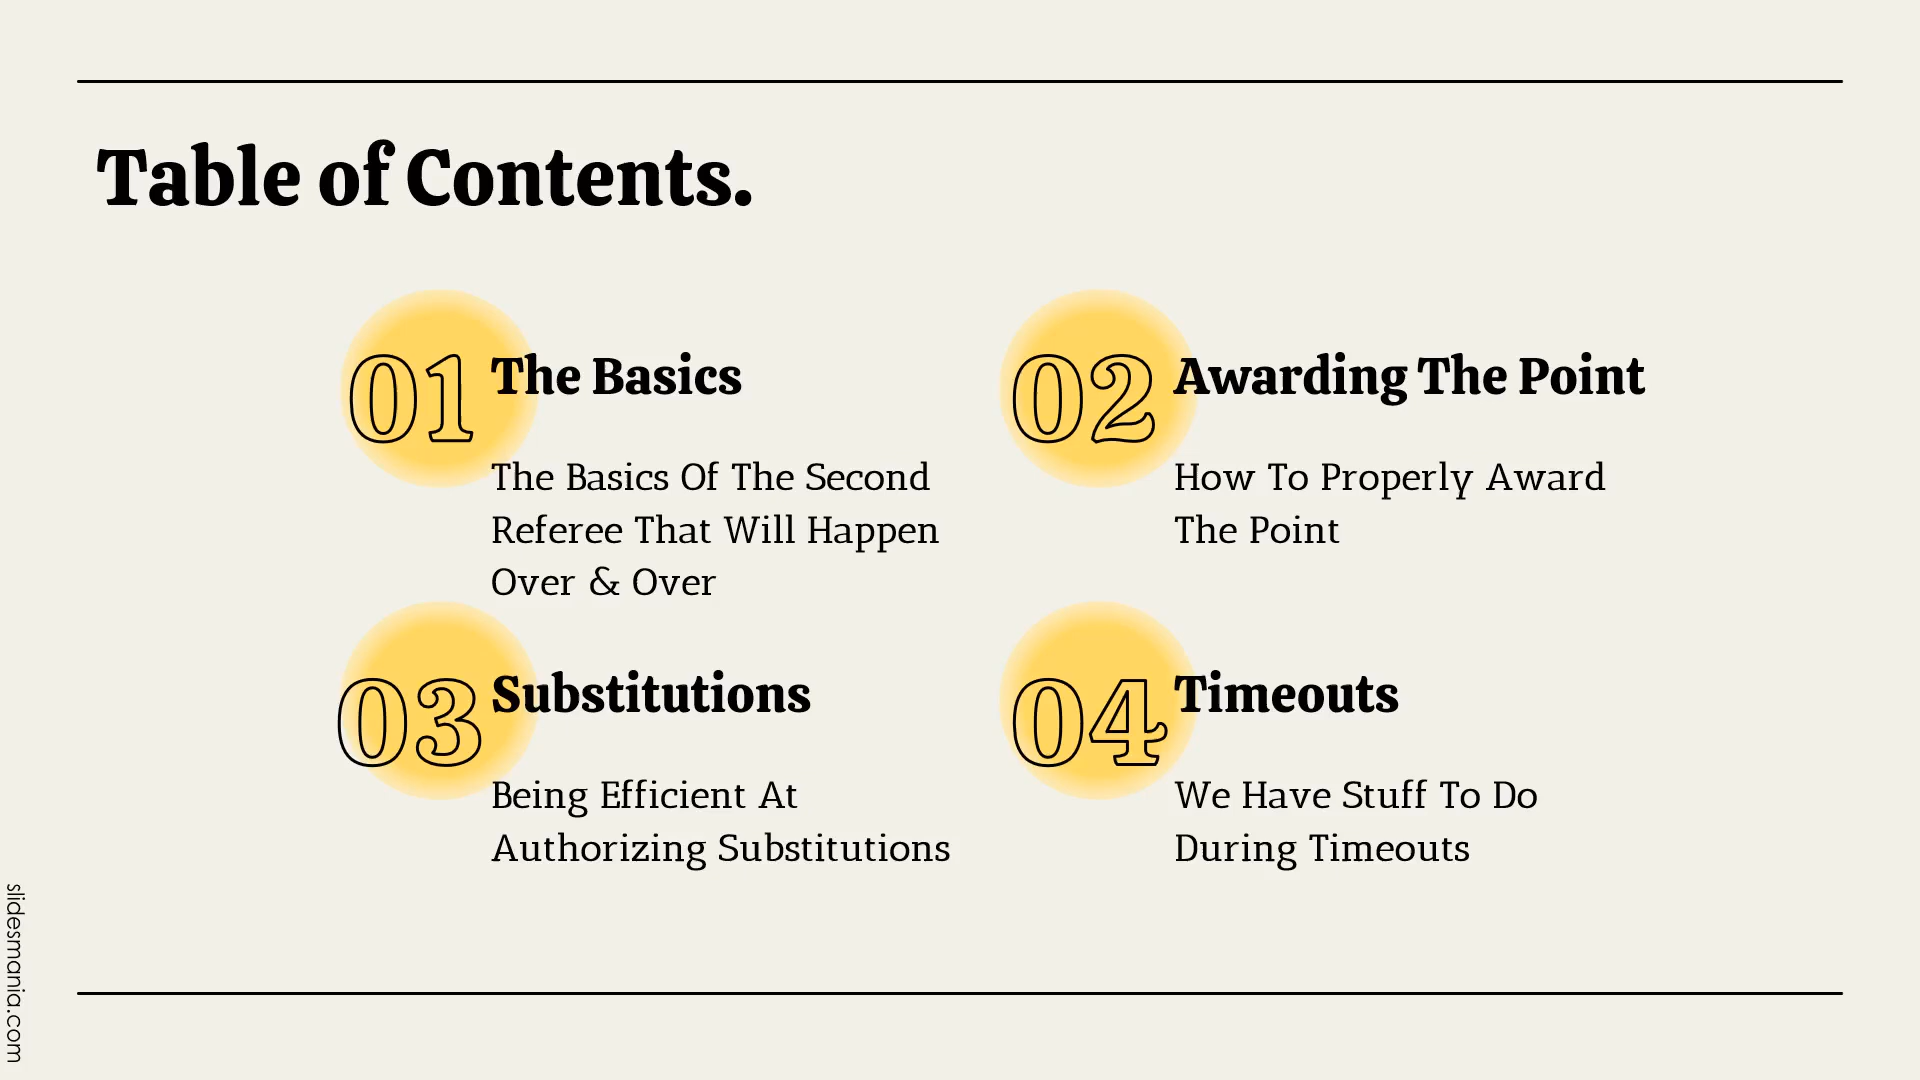 Table of Contents.
01
The Basics
The Basics Of The Second
Referee That Will Happen
Over & Over
02
Awarding The Point
How To Properly Award
The Point
03
Substitutions
Being Efficient At
Authorizing Substitutions
04
Timeouts
We Have Stuff To Do
During Timeouts
slidesmania.com